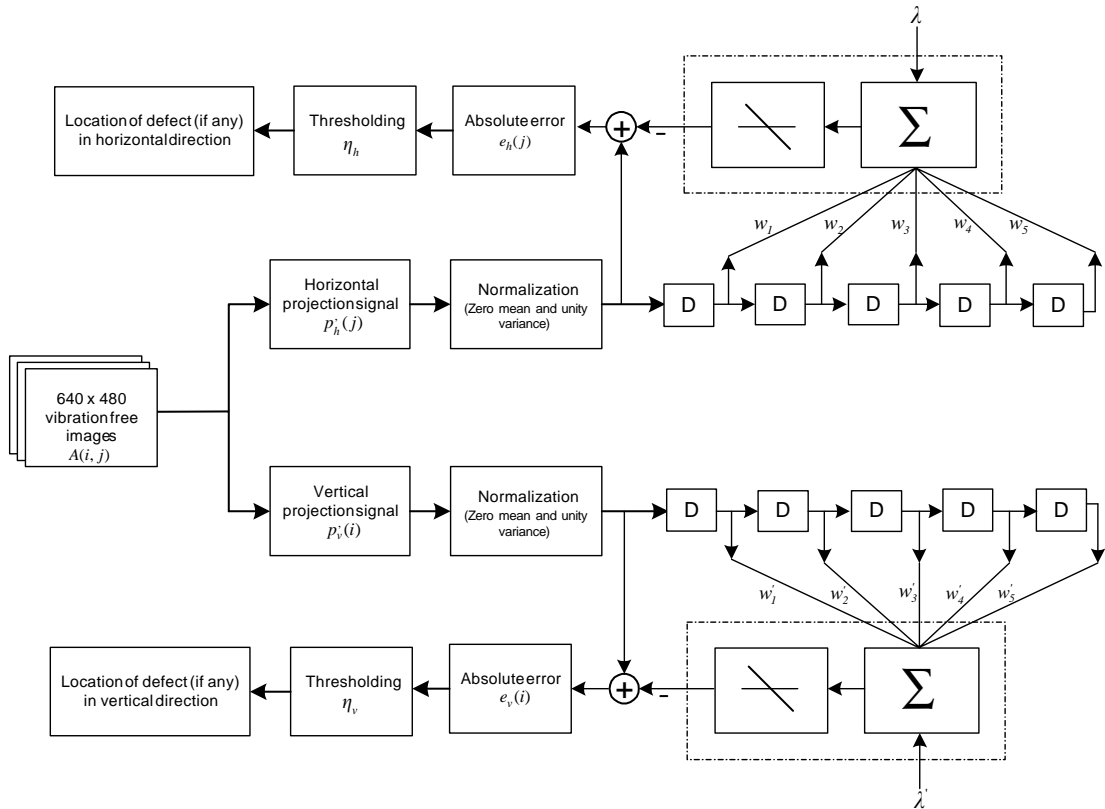 λ
Location of defect (if any)
in horizontal direction
Thresholding
η_h
Absolute error
e_h(j)
+
-
Σ
w_1
w_2
w_3
w_4
w_5
Horizontal
projection signal
p'_h(j)
Normalization
(Zero mean and unity
variance)
D
D
D
D
D
640 x 480
vibration free
images
A(i, j)
Vertical
projection signal
p'_v(i)
Normalization
(Zero mean and unity
variance)
D
D
D
D
D
w'_1
w'_2
w'_3
w'_4
w'_5
Location of defect (if any)
in vertical direction
Thresholding
η_v
Absolute error
e_v(i)
+
-
Σ
λ'